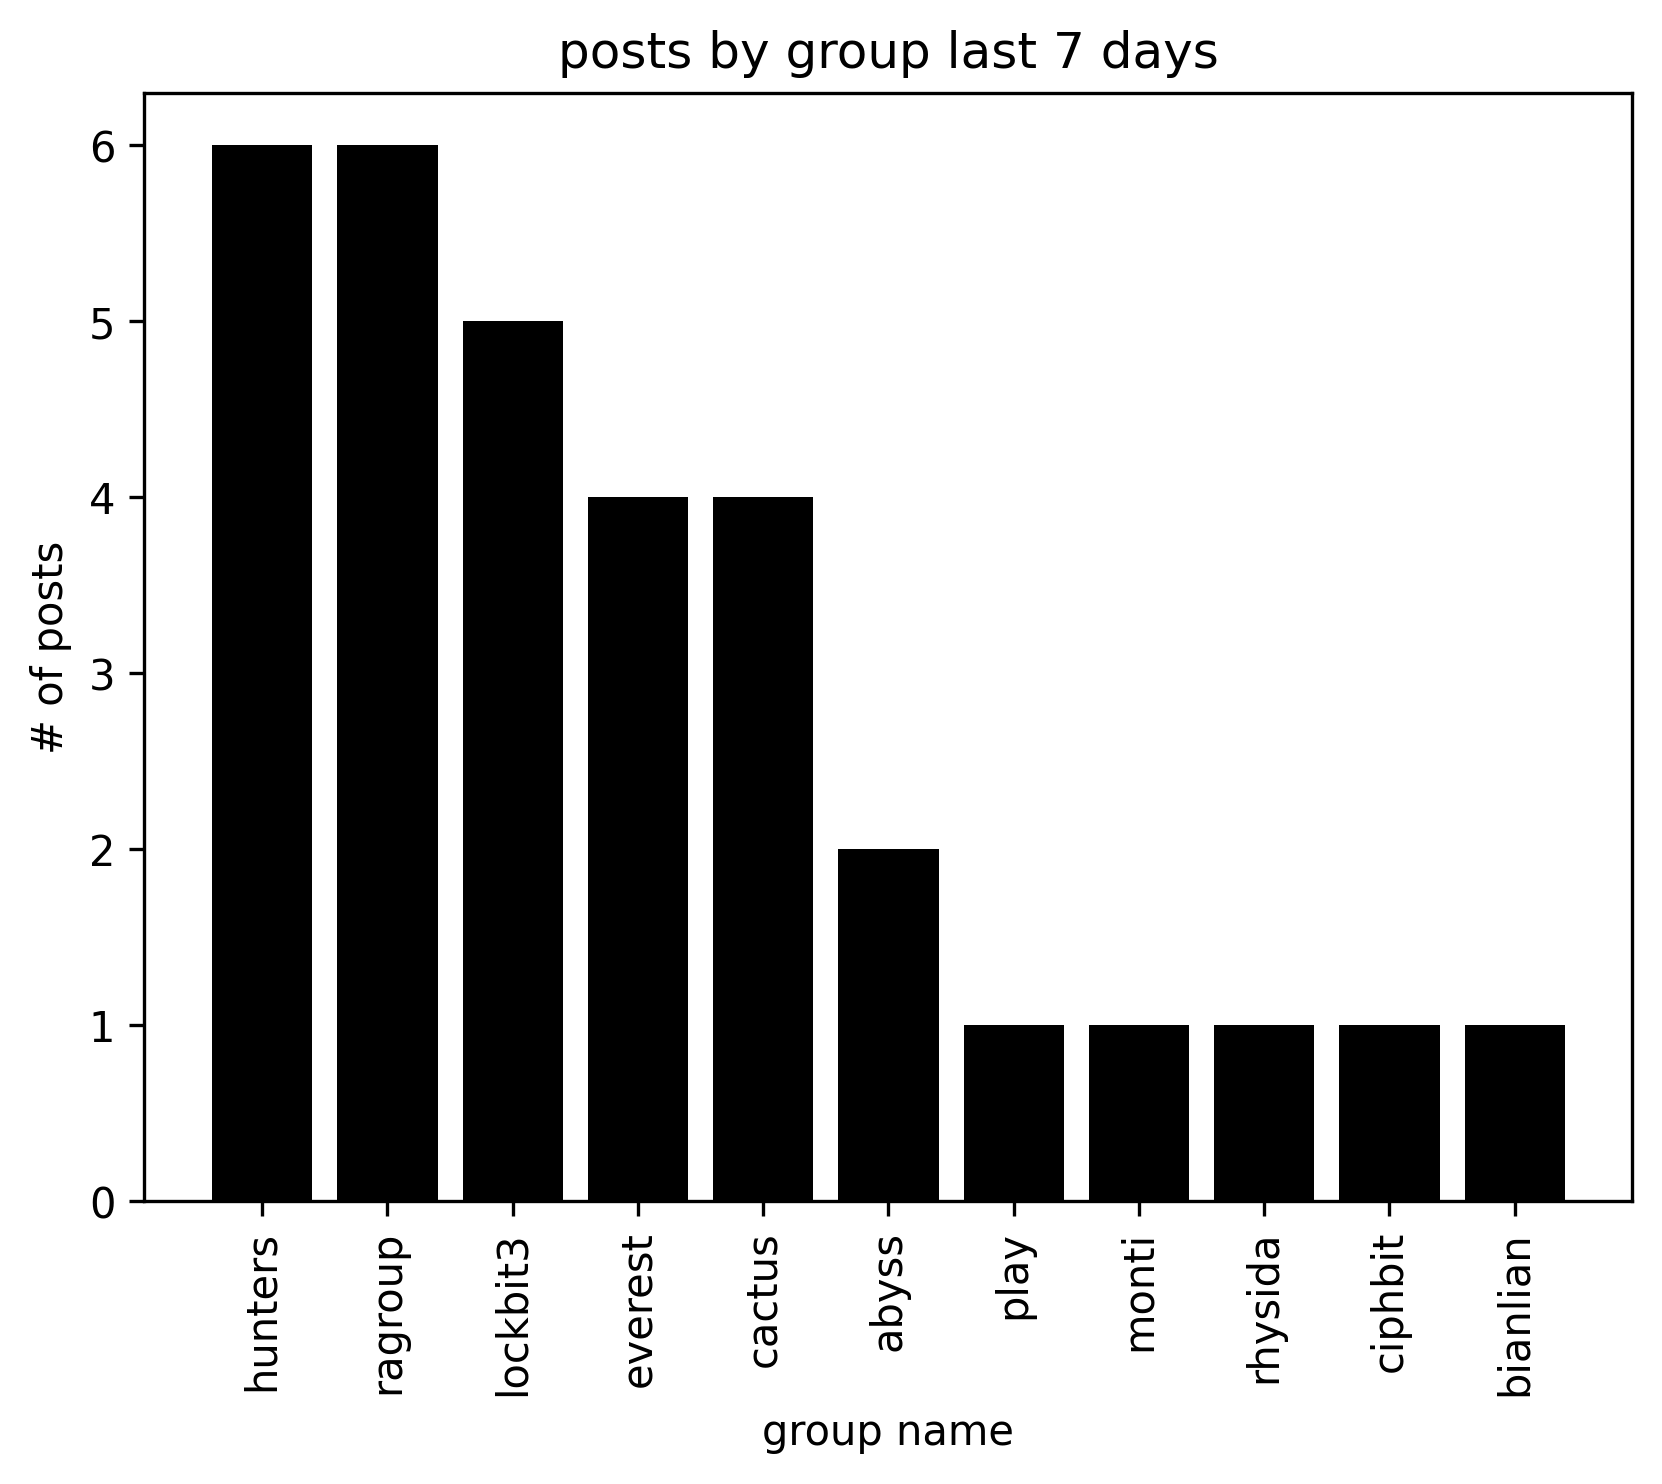 posts by group last 7 days
6
5
4
3
2
1
0
# of posts
hunters
ragroup
lockbit3
everest
cactus
abyss
play
monti
rhysida
ciphbit
bianlian
group name